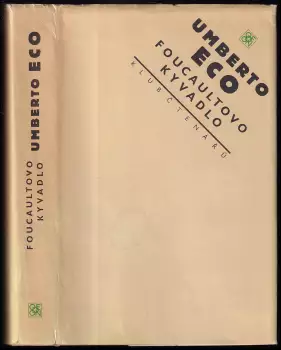 UMBERTO
ECO
FOUCAULTOVO
KYVADLO
KLUB ČTENÁŘŮ
FOUCAULTOVO
KYVADLO
UMBERTO ECO